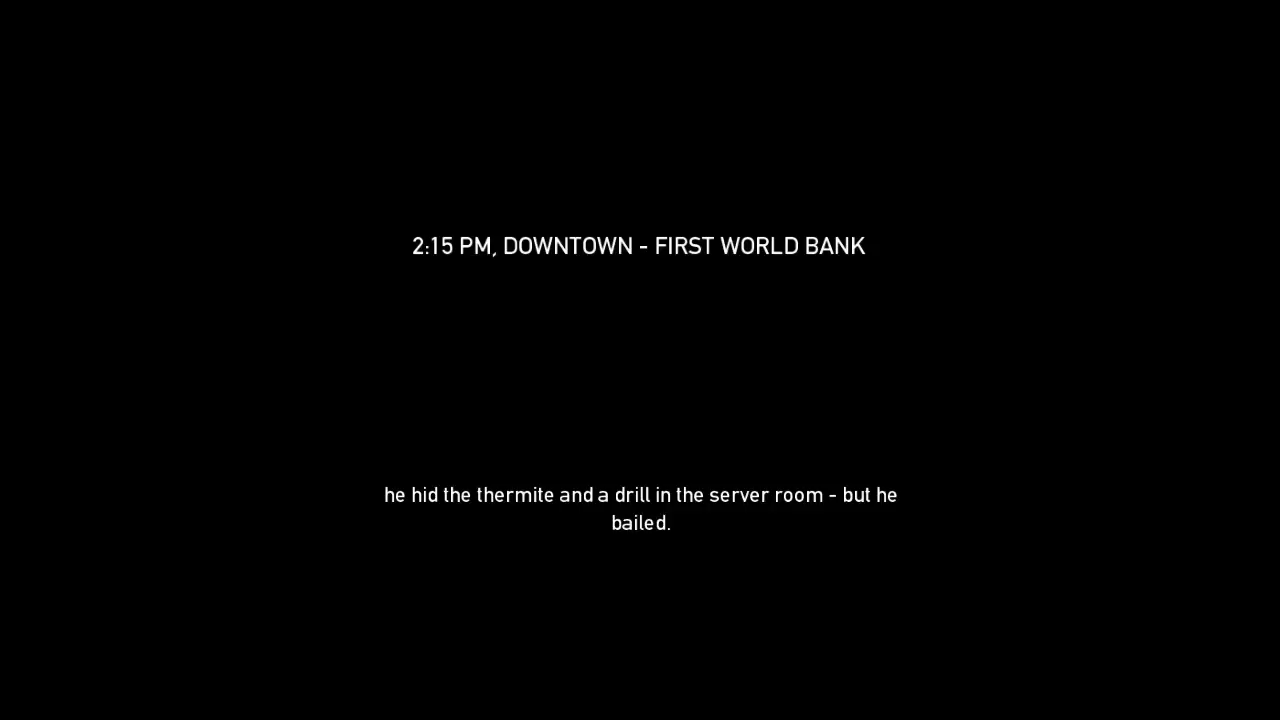 2:15 PM, DOWNTOWN - FIRST WORLD BANK
he hid the thermite and a drill in the server room - but he
bailed.